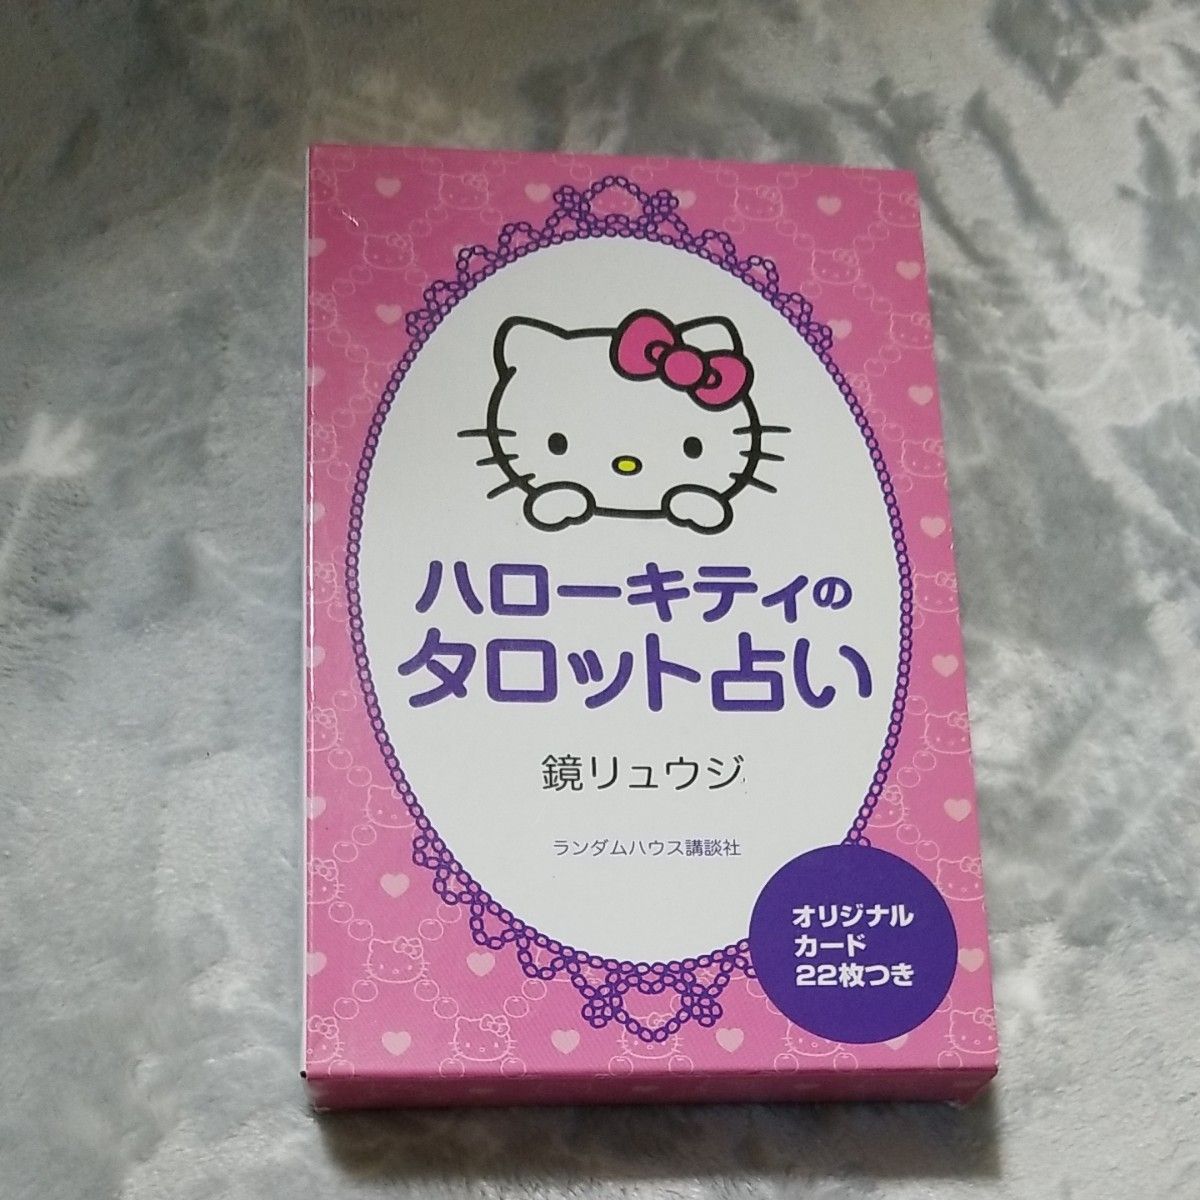 ハローキティの
タロット占い
鏡リュウジ
ランダムハウス講談社
オリジナル
カード
22枚つき